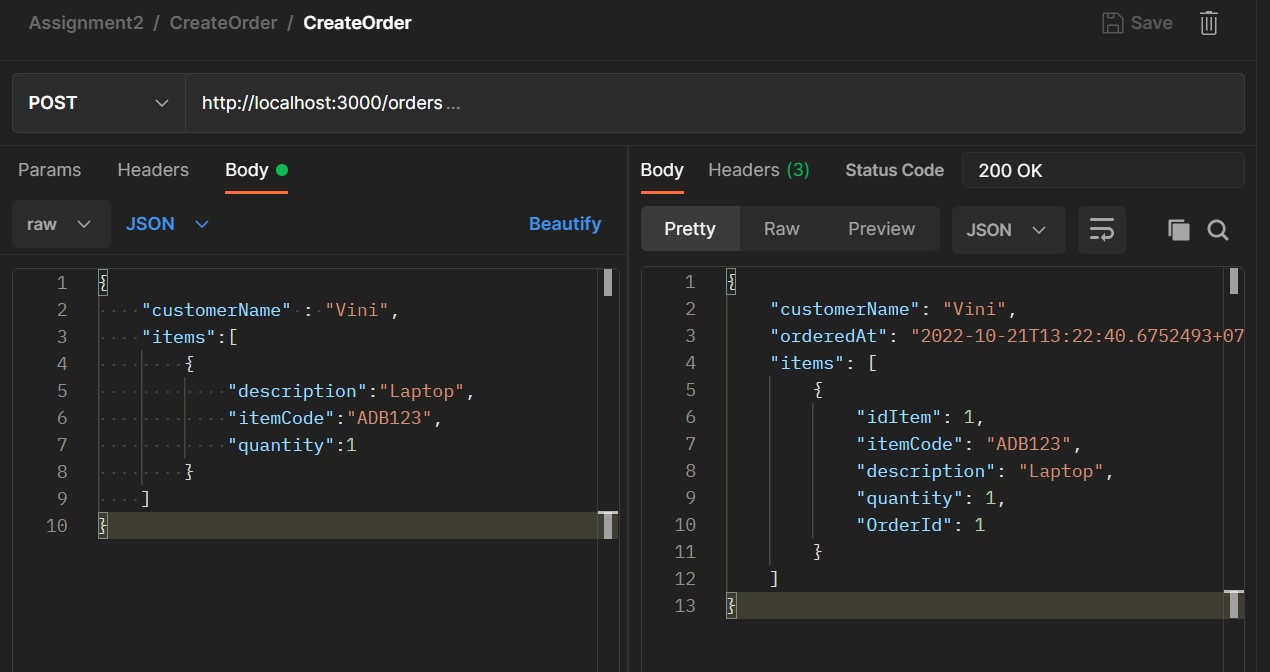 Assignment2 / CreateOrder / CreateOrder
Save
POST
http://localhost:3000/orders ...
Params Headers Body
raw JSON Beautify
1 {
2 "customerName" : "Vini",
3 "items":[
4 {
5 "description":"Laptop",
6 "itemCode":"ADB123",
7 "quantity":1
8 }
9 ]
10 }
Body Headers (3) Status Code 200 OK
Pretty Raw Preview JSON
1 {
2 "customerName": "Vini",
3 "orderedAt": "2022-10-21T13:22:40.6752493+07
4 "items": [
5 {
6 "idItem": 1,
7 "itemCode": "ADB123",
8 "description": "Laptop",
9 "quantity": 1,
10 "OrderId": 1
11 }
12 ]
13 }